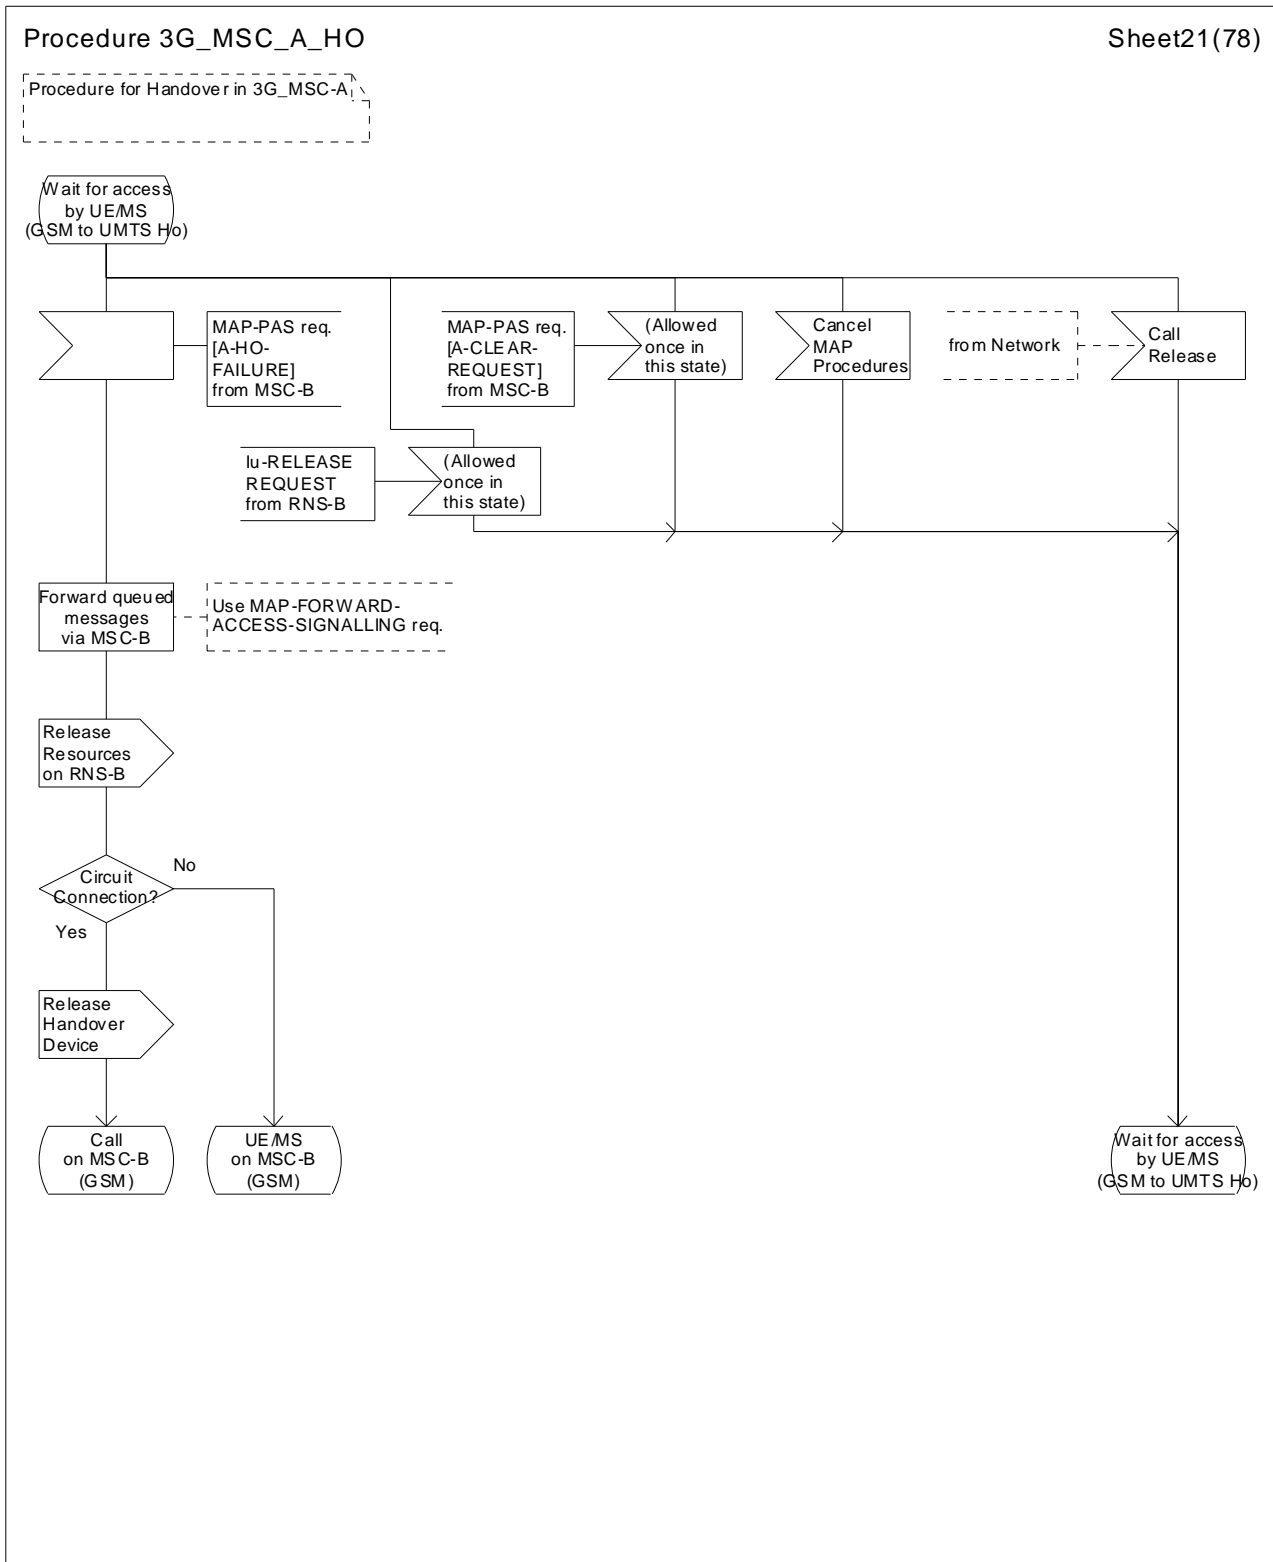 Procedure 3G_MSC_A_HO
Sheet21(78)
Procedure for Handover in 3G_MSC-A
Wait for access
by UE/MS
(GSM to UMTS Ho)
MAP-PAS req.
[A-HO-
FAILURE]
from MSC-B
MAP-PAS req.
[A-CLEAR-
REQUEST]
from MSC-B
(Allowed
once in
this state)
Cancel
MAP
Procedures
from Network
Call
Release
Iu-RELEASE
REQUEST
from RNS-B
(Allowed
once in
this state)
Forward queued
messages
via MSC-B
Use MAP-FORWARD-
ACCESS-SIGNALLING req.
Release
Resources
on RNS-B
Circuit
Connection?
No
Yes
Release
Handover
Device
Call
on MSC-B
(GSM)
UE/MS
on MSC-B
(GSM)
Wait for access
by UE/MS
(GSM to UMTS Ho)